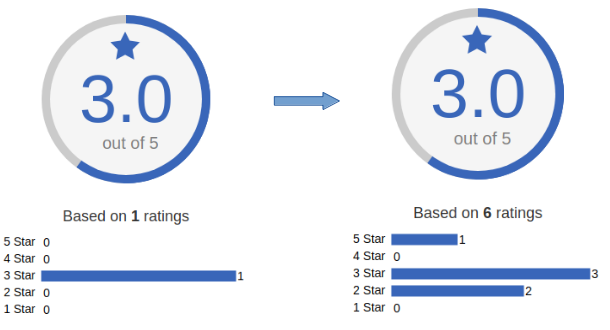 3.0
out of 5
Based on 1 ratings
5 Star 0
4 Star 0
3 Star 1
2 Star 0
1 Star 0
3.0
out of 5
Based on 6 ratings
5 Star 1
4 Star 0
3 Star 3
2 Star 2
1 Star 0